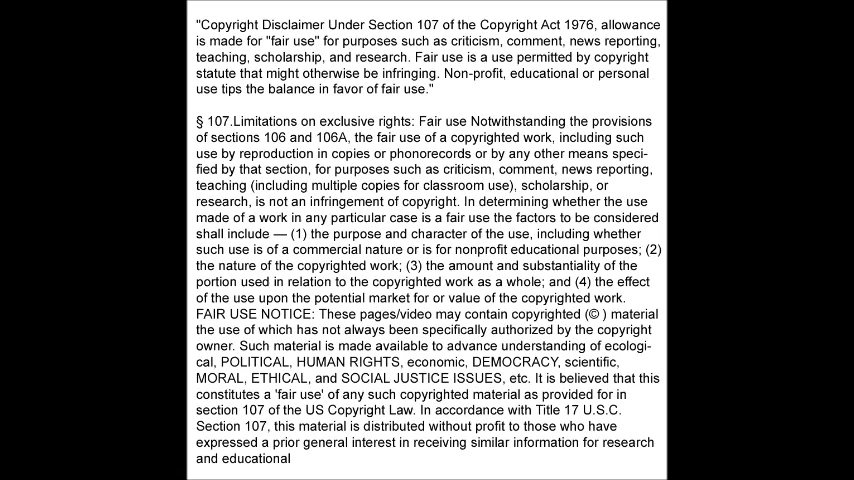 "Copyright Disclaimer Under Section 107 of the Copyright Act 1976, allowance
is made for "fair use" for purposes such as criticism, comment, news reporting,
teaching, scholarship, and research. Fair use is a use permitted by copyright
statute that might otherwise be infringing. Non-profit, educational or personal
use tips the balance in favor of fair use."
§ 107.Limitations on exclusive rights: Fair use Notwithstanding the provisions
of sections 106 and 106A, the fair use of a copyrighted work, including such
use by reproduction in copies or phonorecords or by any other means speci-
fied by that section, for purposes such as criticism, comment, news reporting,
teaching (including multiple copies for classroom use), scholarship, or
research, is not an infringement of copyright. In determining whether the use
made of a work in any particular case is a fair use the factors to be considered
shall include — (1) the purpose and character of the use, including whether
such use is of a commercial nature or is for nonprofit educational purposes; (2)
the nature of the copyrighted work; (3) the amount and substantiality of the
portion used in relation to the copyrighted work as a whole; and (4) the effect
of the use upon the potential market for or value of the copyrighted work.
FAIR USE NOTICE: These pages/video may contain copyrighted (© ) material
the use of which has not always been specifically authorized by the copyright
owner. Such material is made available to advance understanding of ecologi-
cal, POLITICAL, HUMAN RIGHTS, economic, DEMOCRACY, scientific,
MORAL, ETHICAL, and SOCIAL JUSTICE ISSUES, etc. It is believed that this
constitutes a 'fair use' of any such copyrighted material as provided for in
section 107 of the US Copyright Law. In accordance with Title 17 U.S.C.
Section 107, this material is distributed without profit to those who have
expressed a prior general interest in receiving similar information for research
and educational